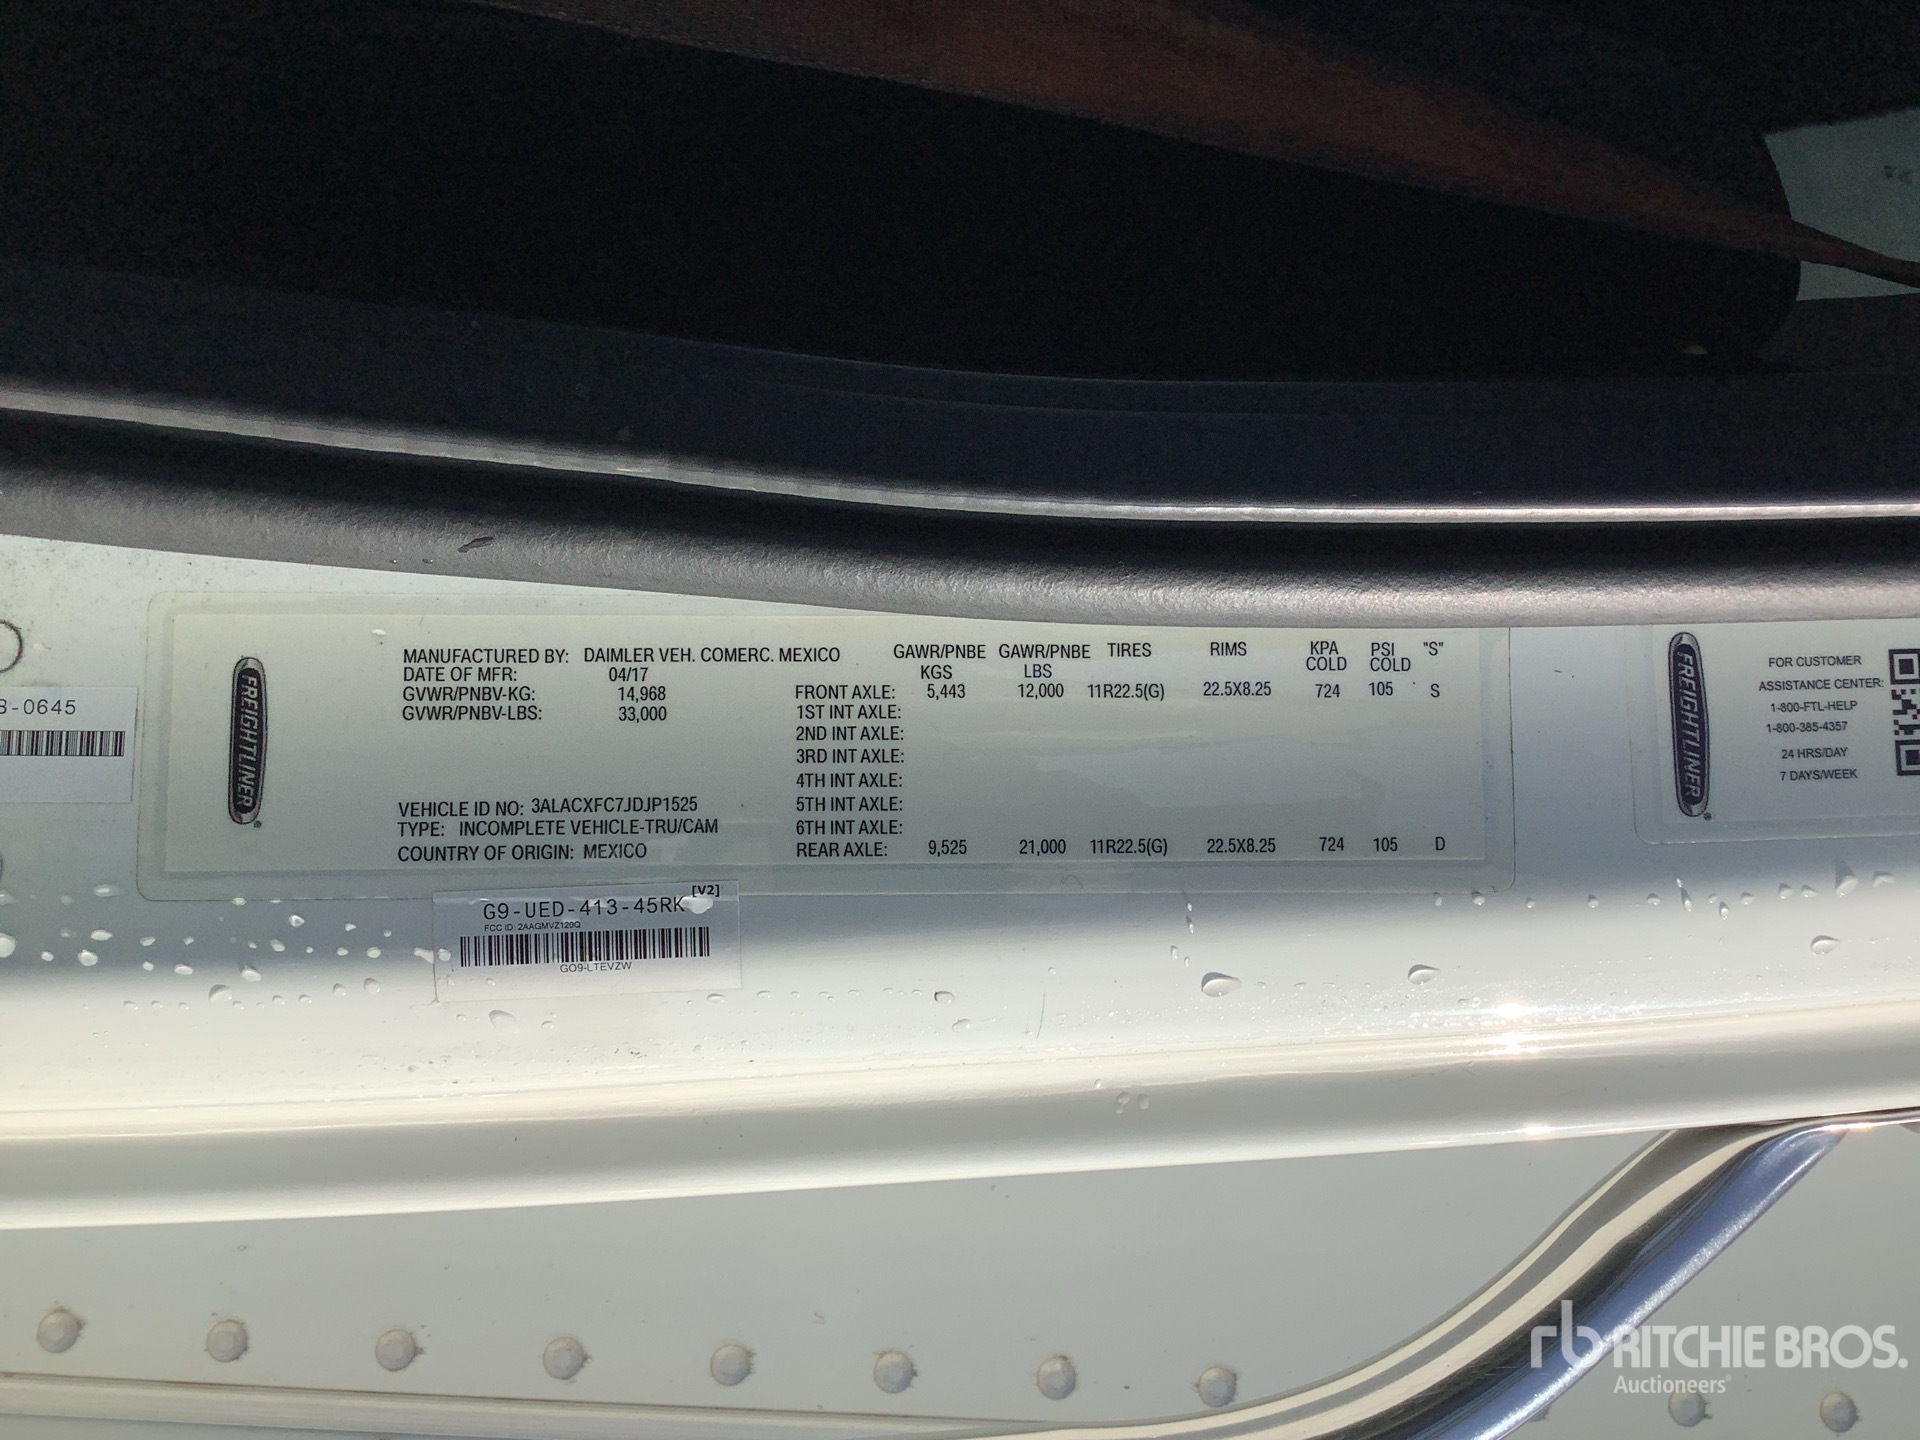 3-0645
FREIGHTLINER®
MANUFACTURED BY: DAIMLER VEH. COMERC. MEXICO
DATE OF MFR: 04/17
GVWR/PNBV-KG: 14,968
GVWR/PNBV-LBS: 33,000
VEHICLE ID NO: 3ALACXFC7JDJP1525
TYPE: INCOMPLETE VEHICLE-TRU/CAM
COUNTRY OF ORIGIN: MEXICO
GAWR/PNBE KGS GAWR/PNBE LBS TIRES RIMS KPA COLD PSI COLD "S"
FRONT AXLE: 5,443 12,000 11R22.5(G) 22.5X8.25 724 105 S
1ST INT AXLE:
2ND INT AXLE:
3RD INT AXLE:
4TH INT AXLE:
5TH INT AXLE:
6TH INT AXLE:
REAR AXLE: 9,525 21,000 11R22.5(G) 22.5X8.25 724 105 D
[V2]
G9-UED-413-45RK
FCC ID: 2AAGMVZ120Q
GO9-LTEVZW
FREIGHTLINER®
FOR CUSTOMER
ASSISTANCE CENTER:
1-800-FTL-HELP
1-800-385-4357
24 HRS/DAY
7 DAYS/WEEK
rb RITCHIE BROS.
Auctioneers